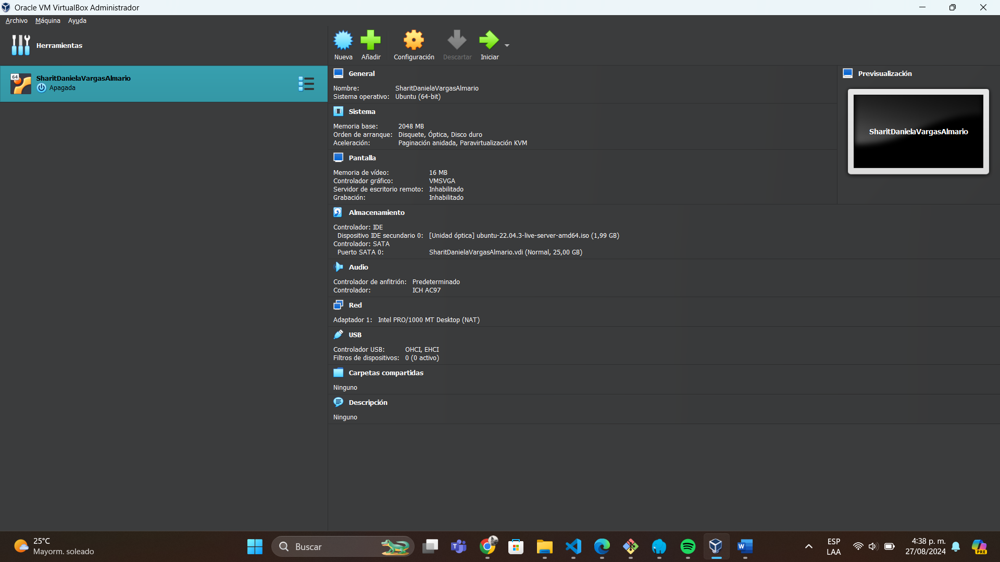 Oracle VM VirtualBox Administrador
Archivo Máquina Ayuda
Herramientas
Nueva Añadir Configuración Descartar Iniciar
64
SharitDanielaVargasAlmario
Apagada
General
Nombre: SharitDanielaVargasAlmario
Sistema operativo: Ubuntu (64-bit)
Sistema
Memoria base: 2048 MB
Orden de arranque: Disquete, Óptica, Disco duro
Aceleración: Paginación anidada, Paravirtualización KVM
Pantalla
Memoria de vídeo: 16 MB
Controlador gráfico: VMSVGA
Servidor de escritorio remoto: Inhabilitado
Grabación: Inhabilitado
Previsualización
SharitDanielaVargasAlmario
Almacenamiento
Controlador: IDE
Dispositivo IDE secundario 0: [Unidad óptica] ubuntu-22.04.3-live-server-amd64.iso (1,99 GB)
Controlador: SATA
Puerto SATA 0: SharitDanielaVargasAlmario.vdi (Normal, 25,00 GB)
Audio
Controlador de anfitrión: Predeterminado
Controlador: ICH AC97
Red
Adaptador 1: Intel PRO/1000 MT Desktop (NAT)
USB
Controlador USB: OHCI, EHCI
Filtros de dispositivos: 0 (0 activo)
Carpetas compartidas
Ninguno
Descripción
Ninguno
25°C
Mayorm. soleado
Buscar
ESP
LAA
4:38 p. m.
27/08/2024
PRE